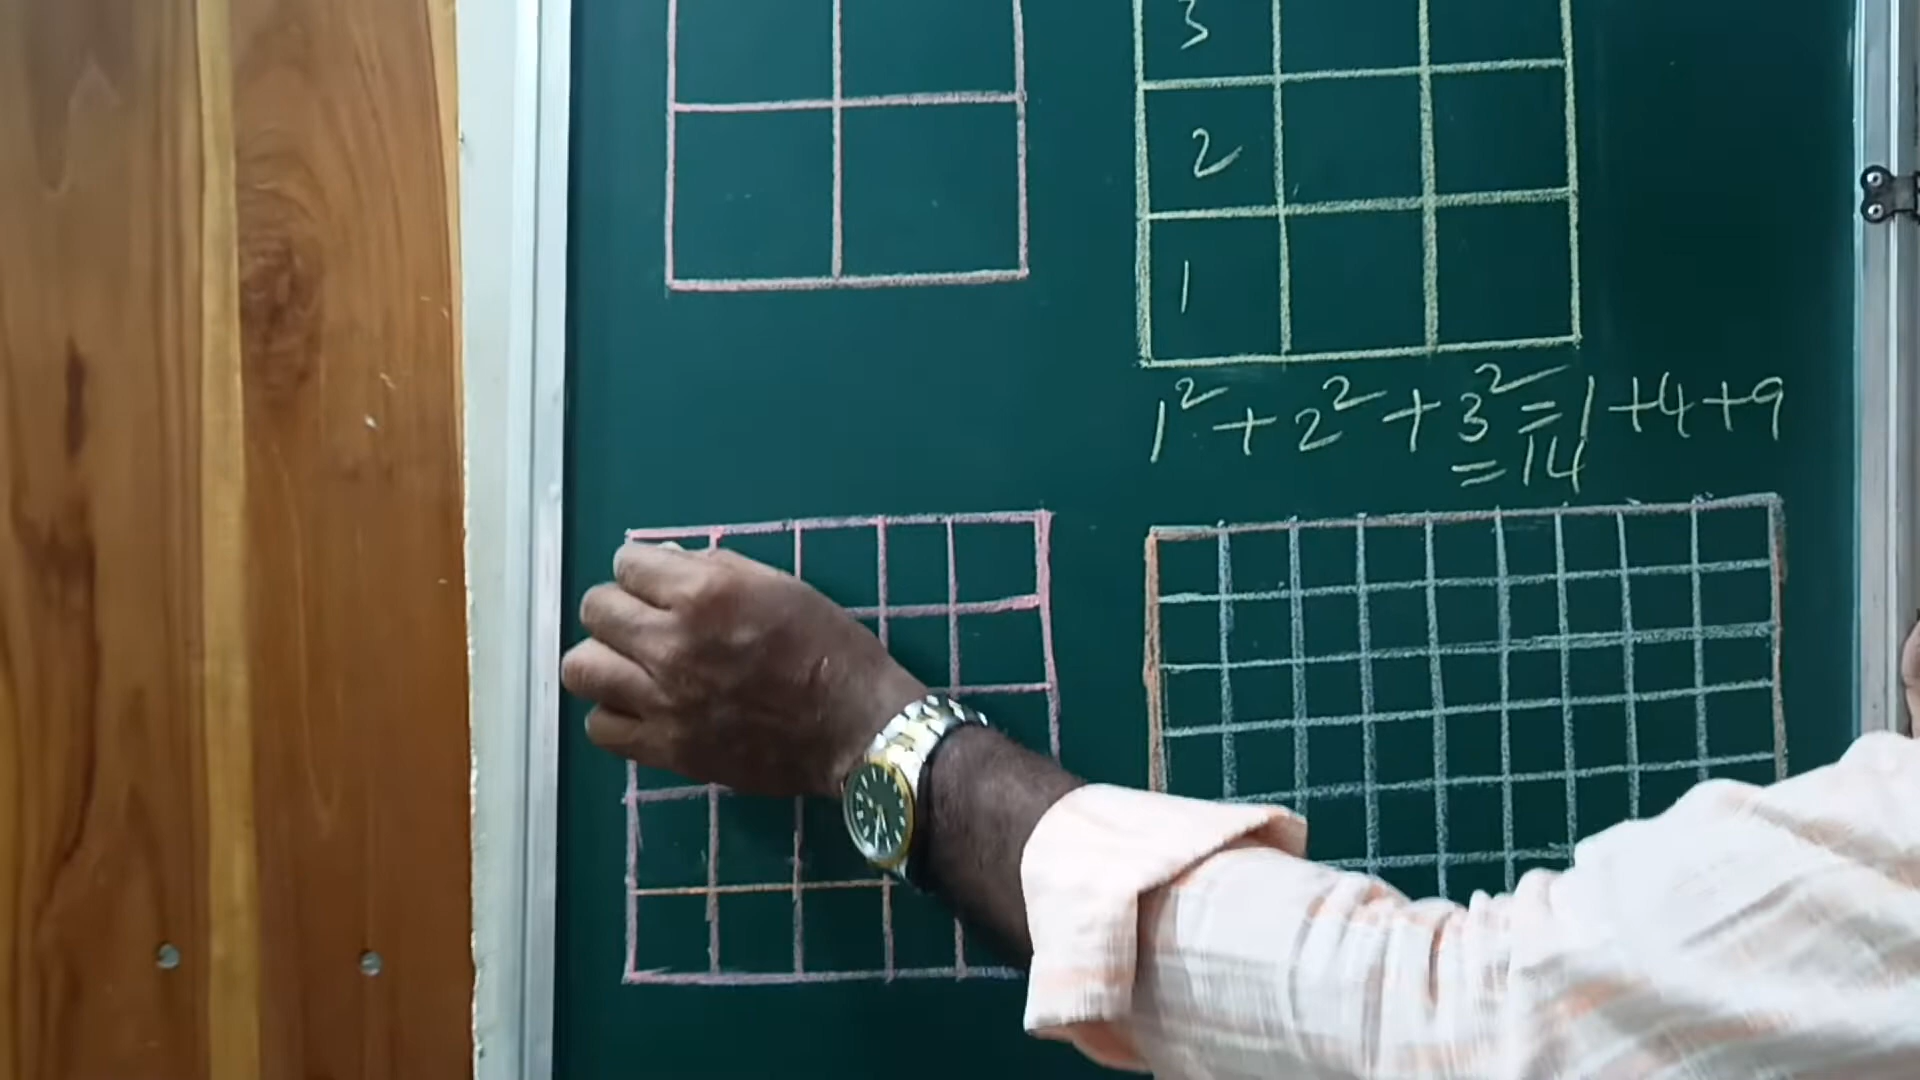 3
2
1
1² + 2² + 3² = 1 + 4 + 9
= 14